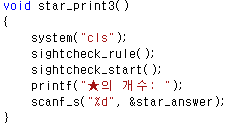 void star_print3()
{
system("cls");
sightcheck_rule();
sightcheck_start();
printf("★의 개수: ");
scanf_s("%d", &star_answer);
}